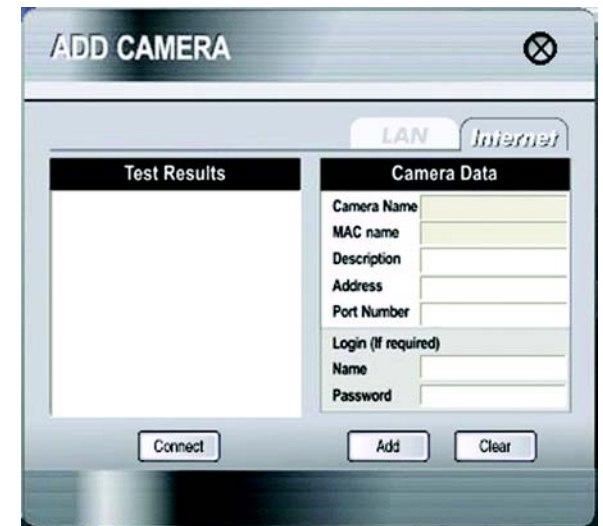 ADD CAMERA
LAN Internet
Test Results
Camera Data
Camera Name
MAC name
Description
Address
Port Number
Login (If required)
Name
Password
Connect Add Clear